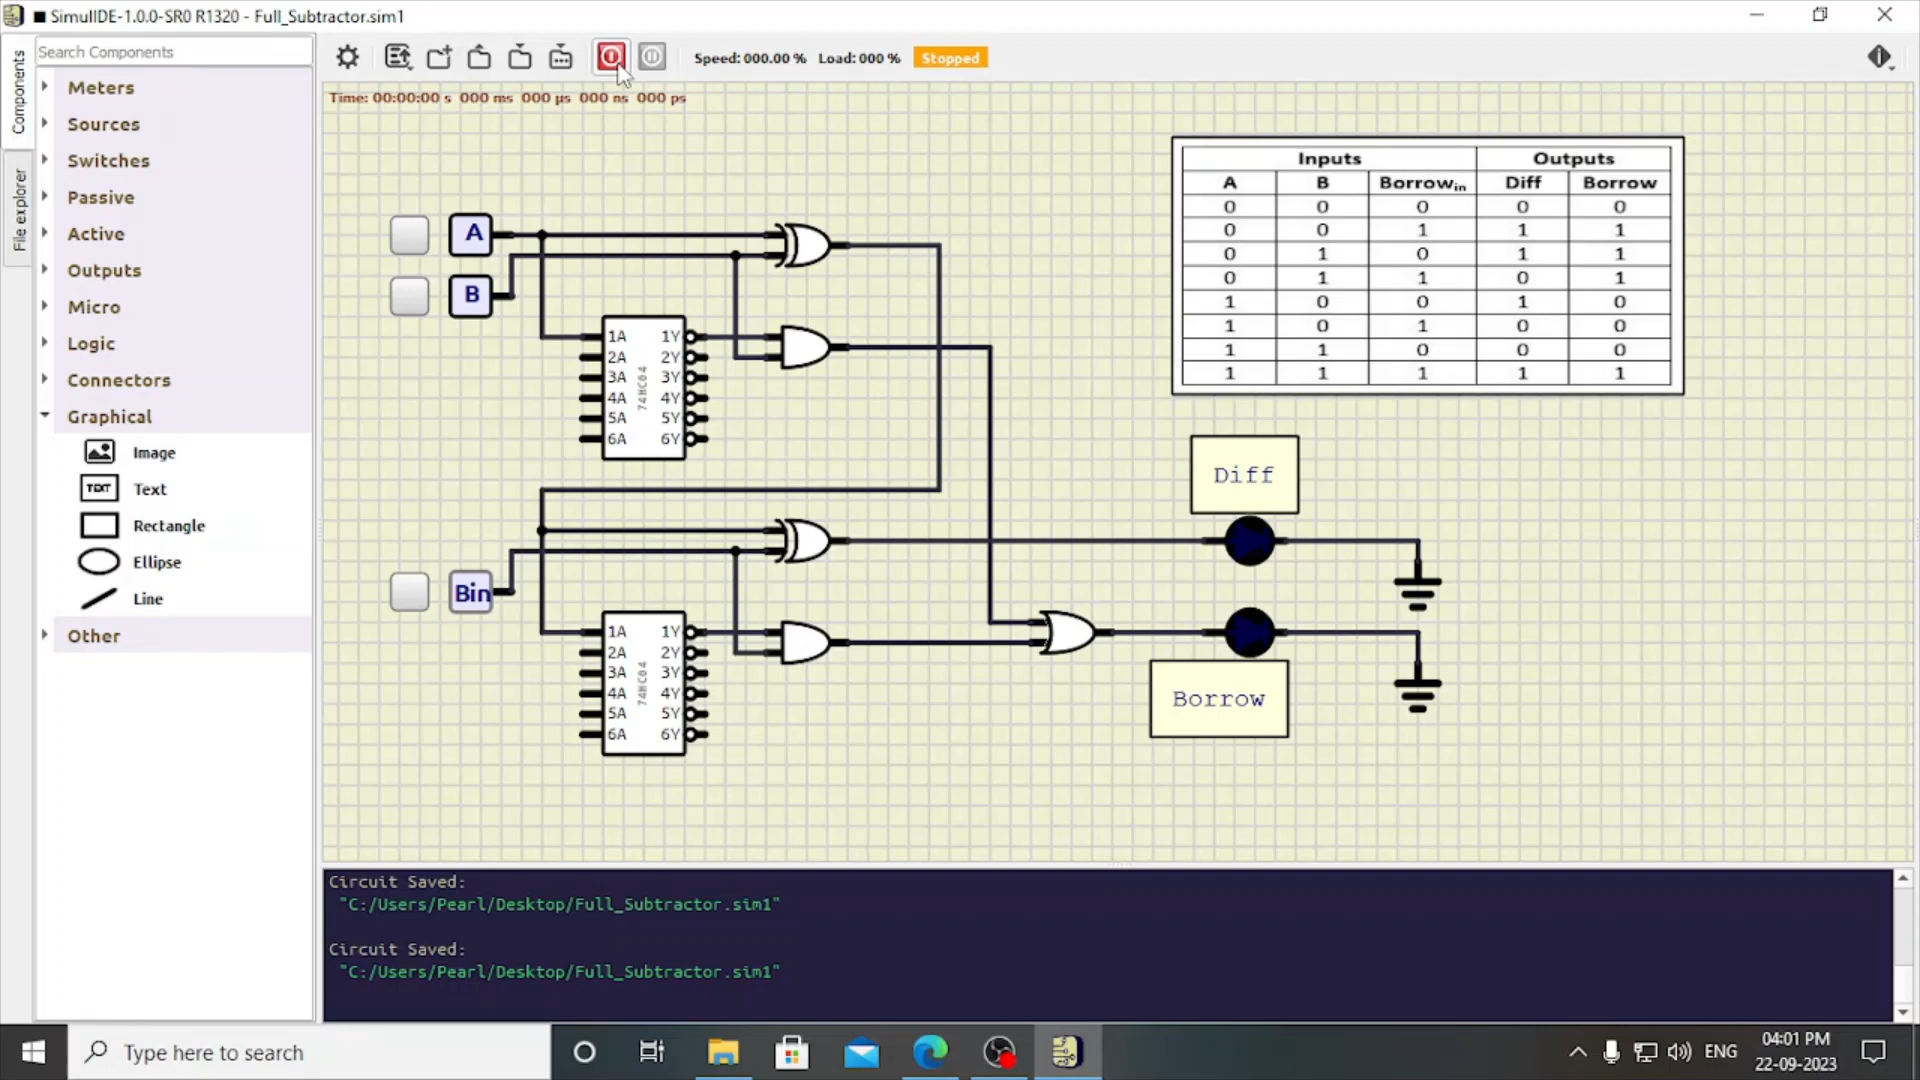 SimulIDE-1.0.0-SR0 R1320 - Full_Subtractor.sim1
Components
File explorer
Search Components
Meters
Sources
Switches
Passive
Active
Outputs
Micro
Logic
Connectors
Graphical
Image
TEXT Text
Rectangle
Ellipse
Line
Other
Speed: 000.00 % Load: 000 % Stopped
Time: 00:00:00 s 000 ms 000 µs 000 ns 000 ps
Inputs Outputs
A B Borrowin Diff Borrow
0 0 0 0 0
0 0 1 1 1
0 1 0 1 1
0 1 1 0 1
1 0 0 1 0
1 0 1 0 0
1 1 0 0 0
1 1 1 1 1
A
B
1A 1Y
2A 2Y
3A 3Y
4A 4Y
5A 5Y
6A 6Y
74HC04
Diff
Bin
1A 1Y
2A 2Y
3A 3Y
4A 4Y
5A 5Y
6A 6Y
74HC04
Borrow
Circuit Saved:
"C:/Users/Pearl/Desktop/Full_Subtractor.sim1"
Circuit Saved:
"C:/Users/Pearl/Desktop/Full_Subtractor.sim1"
Type here to search
ENG
04:01 PM
22-09-2023